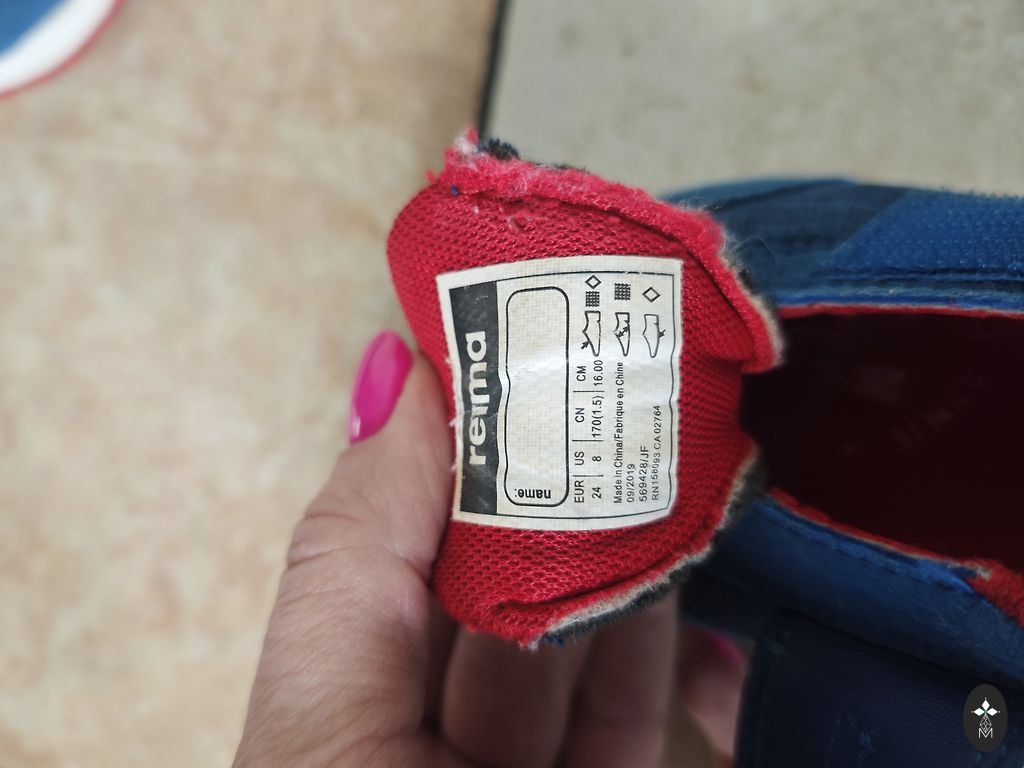 reima
name:
EUR US CN CM
24 8 170(1.5) 16.00
Made in China/Fabriqué en Chine
09/2019
569428/JF
RN158093 CA 02764
M